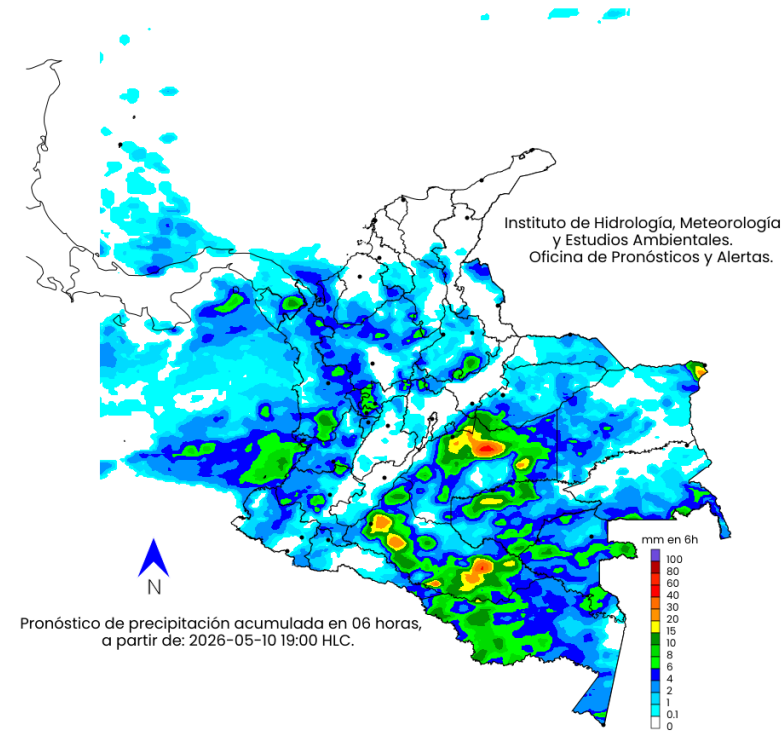 Instituto de Hidrología, Meteorología
y Estudios Ambientales.
Oficina de Pronósticos y Alertas.
mm en 6h
100
80
60
40
30
20
15
10
8
6
4
2
1
0.1
0
N
Pronóstico de precipitación acumulada en 06 horas,
a partir de: 2026-05-10 19:00 HLC.